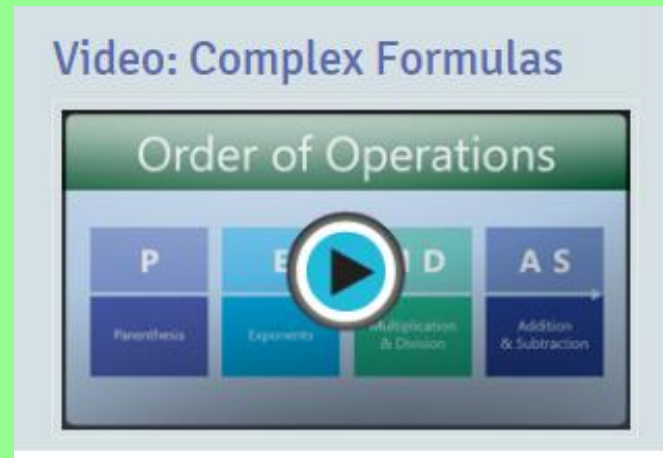 Video: Complex Formulas
Order of Operations
P E D A S
Parenthesis Exponents Multiplication Addition
& Division & Subtraction